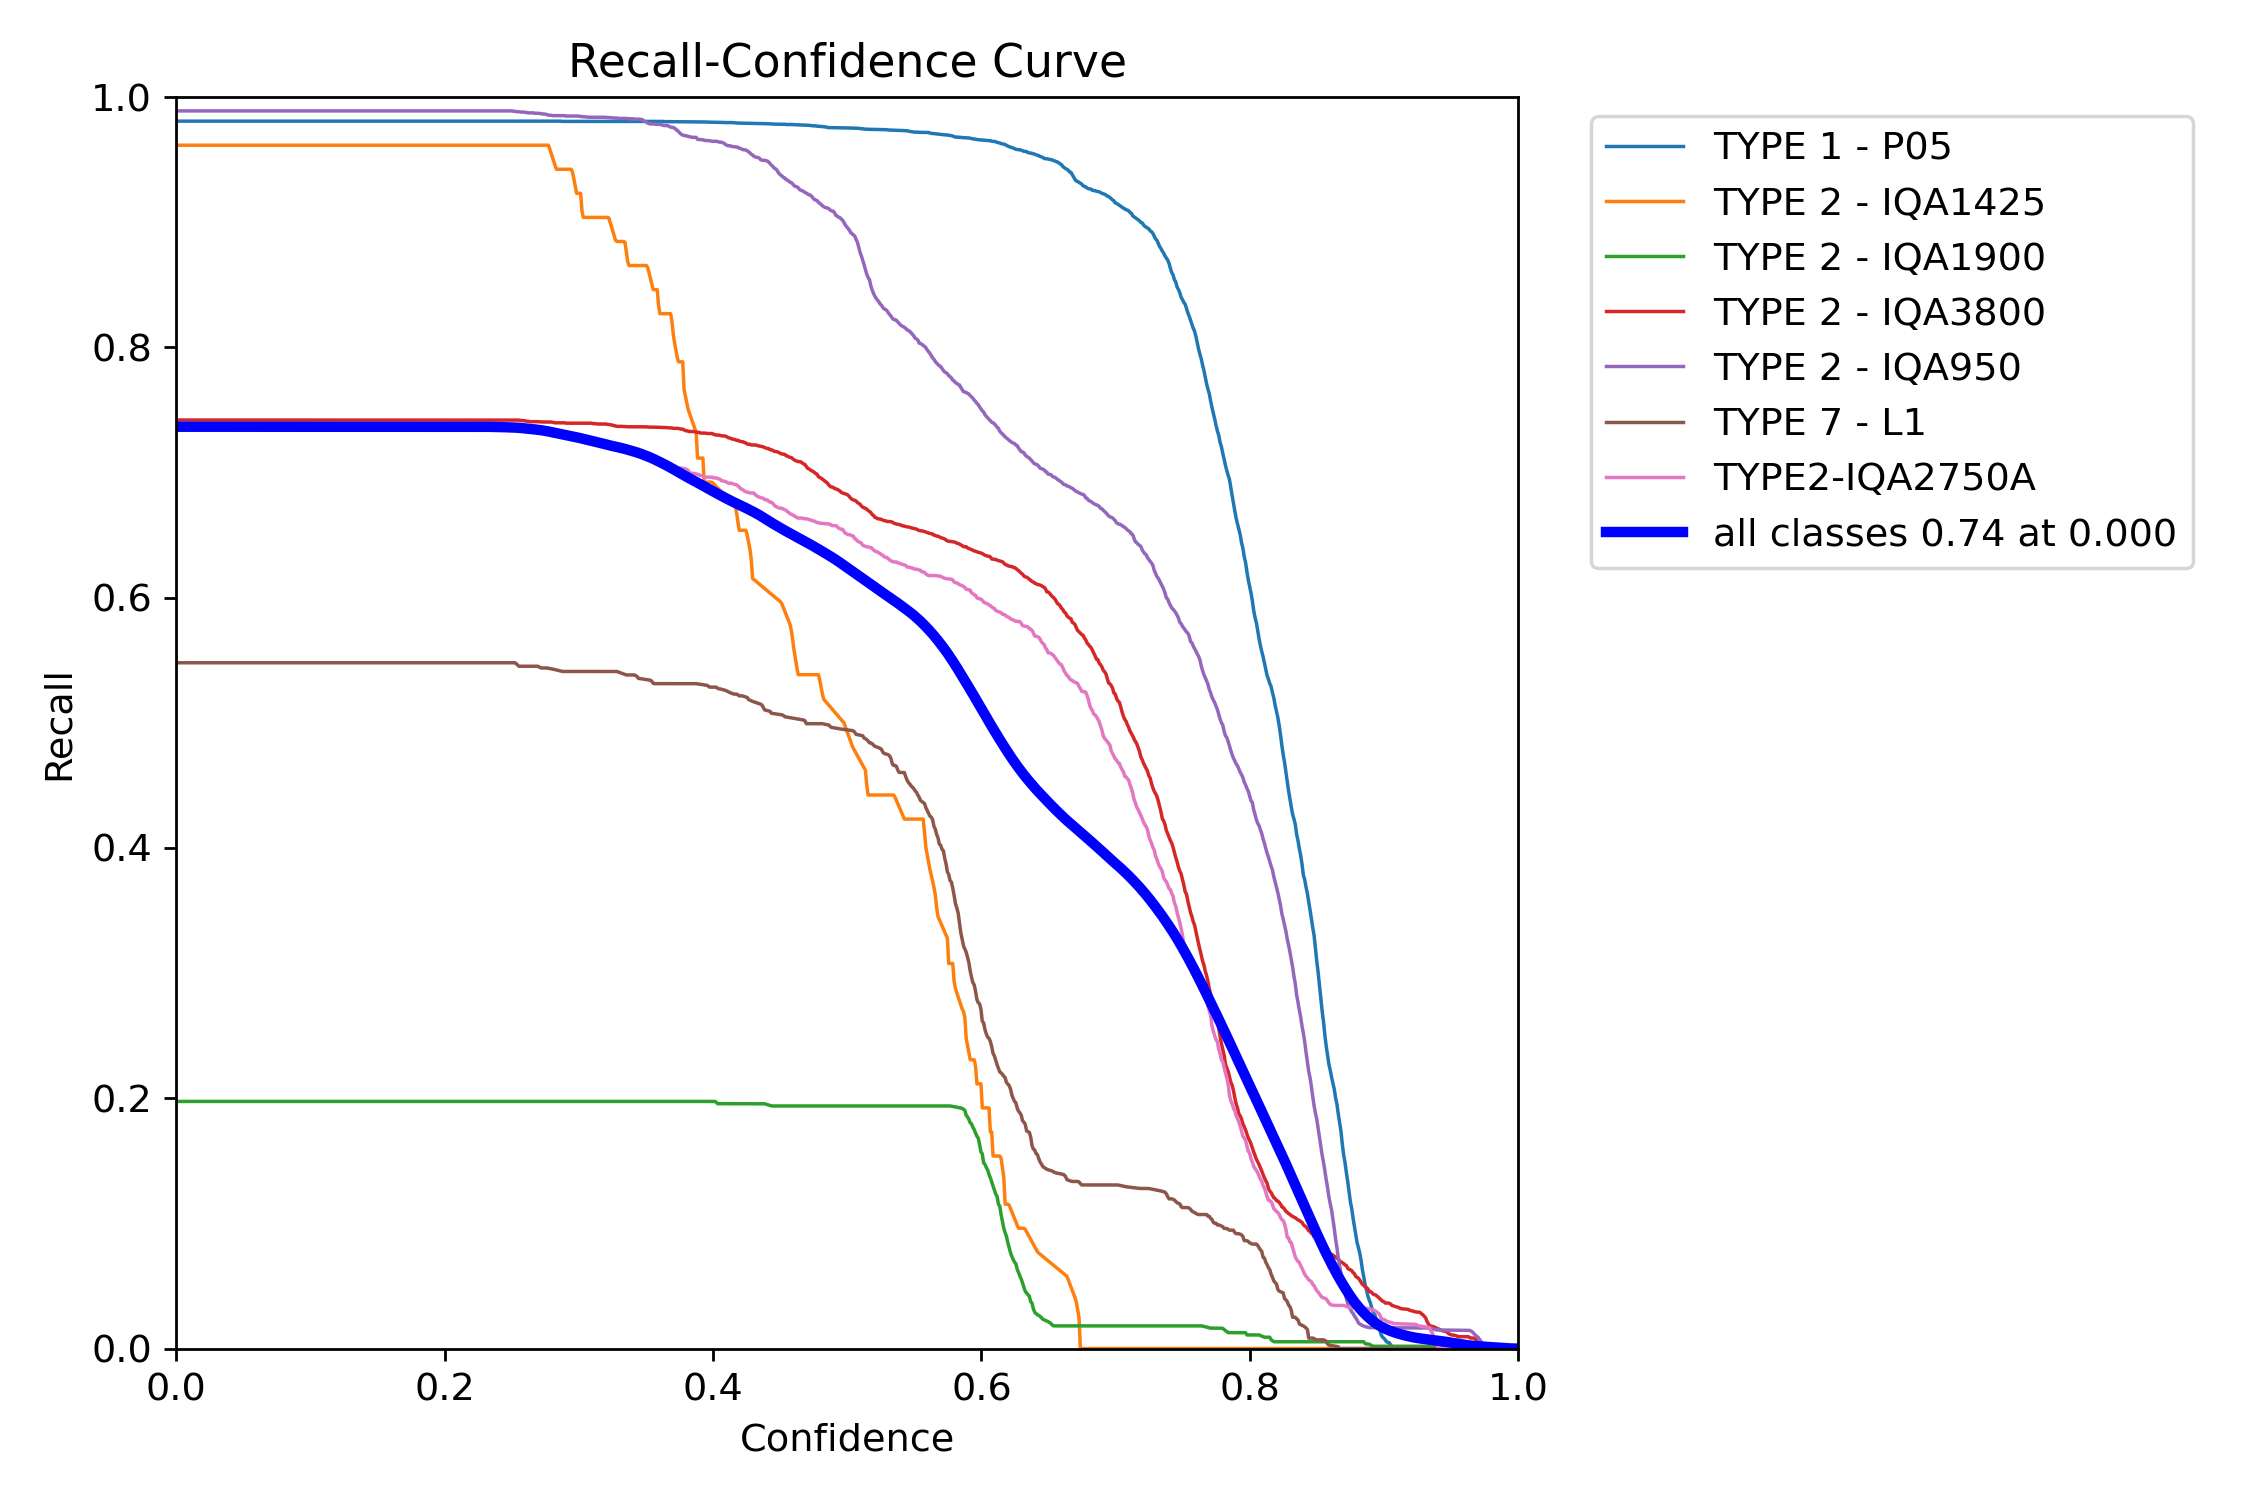 Recall-Confidence Curve
1.0
0.8
0.6
0.4
0.2
0.0
Recall
0.0 0.2 0.4 0.6 0.8 1.0
Confidence
TYPE 1 - P05
TYPE 2 - IQA1425
TYPE 2 - IQA1900
TYPE 2 - IQA3800
TYPE 2 - IQA950
TYPE 7 - L1
TYPE2-IQA2750A
all classes 0.74 at 0.000